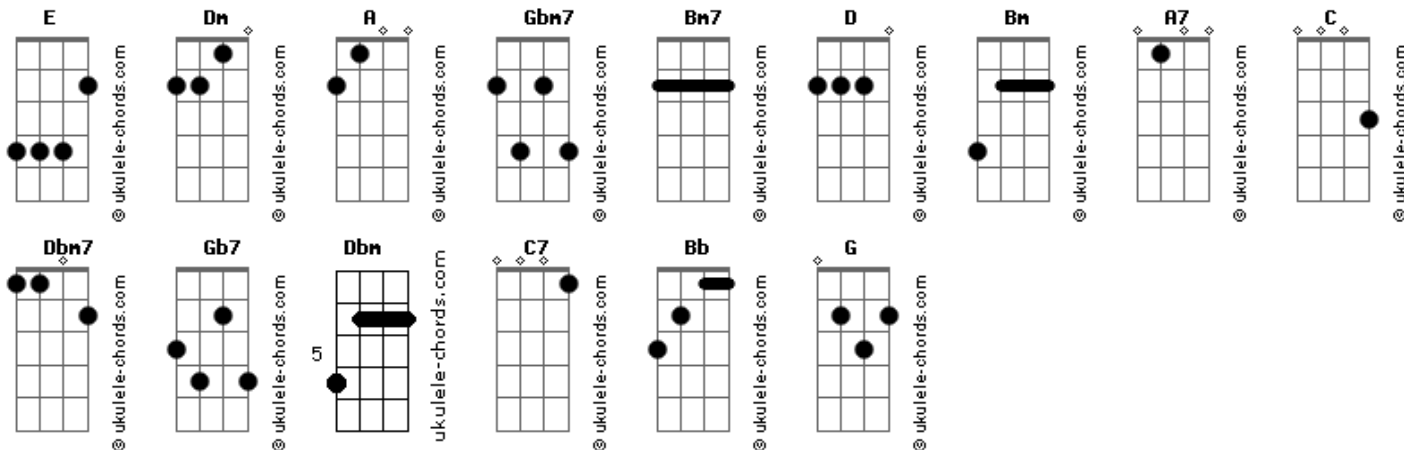 E Dm A Gbm7 Bm7 D Bm A7 C
© ukulele-chords.com © ukulele-chords.com © ukulele-chords.com © ukulele-chords.com © ukulele-chords.com © ukulele-chords.com © ukulele-chords.com © ukulele-chords.com © ukulele-chords.com
Dbm7 Gb7 Dbm C7 Bb G
5
© ukulele-chords.com © ukulele-chords.com ukulele-chords.com © ukulele-chords.com © ukulele-chords.com © ukulele-chords.com